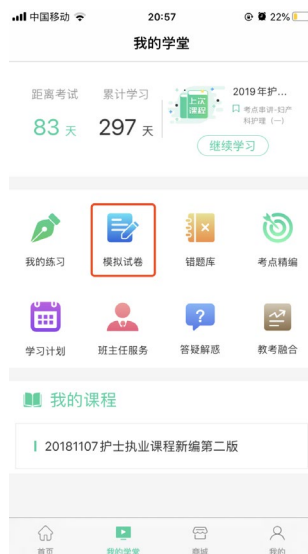 中国移动 20:57 22%
我的学堂
距离考试 累计学习
83 天 297 天
上次
课程
2019年护...
考点串讲-妇产
科护理（一）
继续学习
我的练习 模拟试卷 错题库 考点精编
学习计划 班主任服务 答疑解惑 教考融合
我的课程
20181107护士执业课程新编第二版
首页 我的学堂 商城 我的